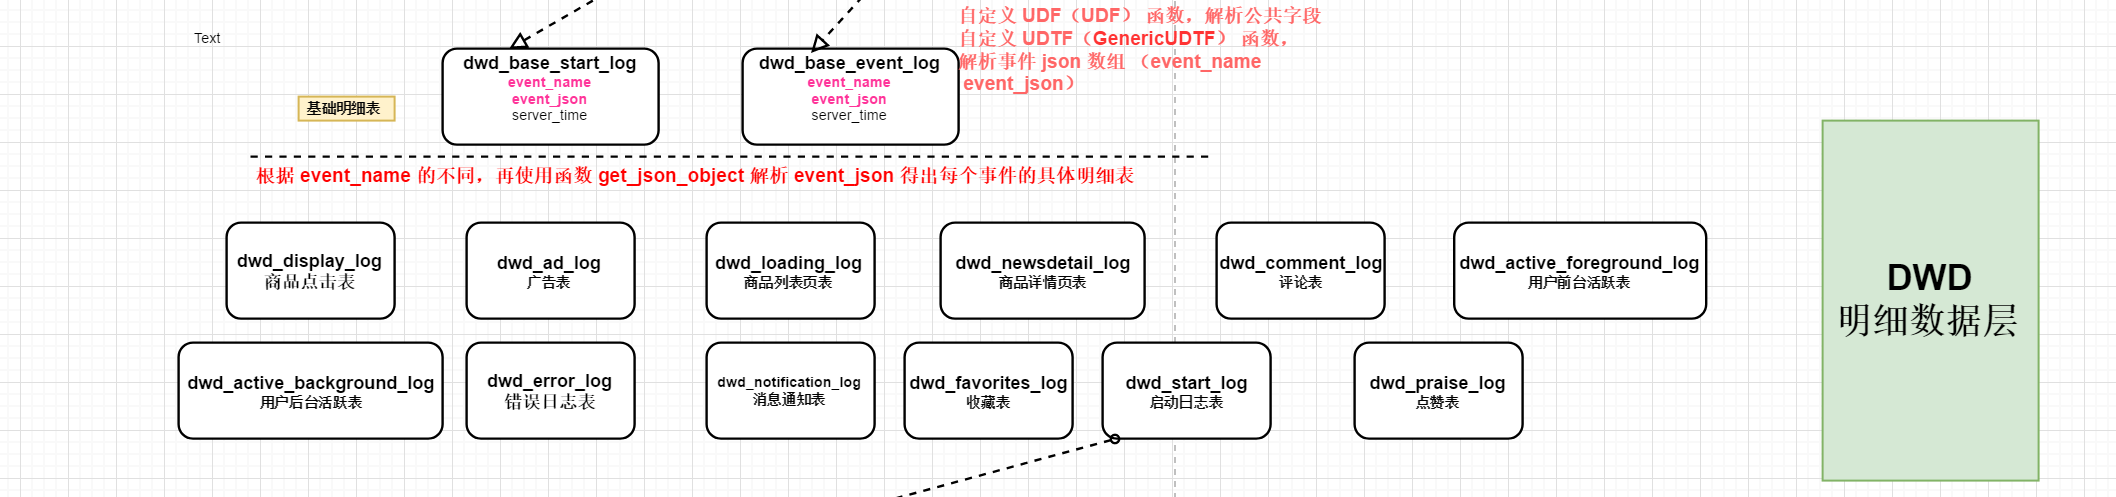 自定义 UDF（UDF） 函数，解析公共字段
自定义 UDTF（GenericUDTF） 函数，
解析事件 json 数组 （event_name
event_json）
Text
dwd_base_start_log
event_name
event_json
server_time
dwd_base_event_log
event_name
event_json
server_time
基础明细表
根据 event_name 的不同，再使用函数 get_json_object 解析 event_json 得出每个事件的具体明细表
dwd_display_log
商品点击表
dwd_ad_log
广告表
dwd_loading_log
商品列表页表
dwd_newsdetail_log
商品详情页表
dwd_comment_log
评论表
dwd_active_foreground_log
用户前台活跃表
DWD
明细数据层
dwd_active_background_log
用户后台活跃表
dwd_error_log
错误日志表
dwd_notification_log
消息通知表
dwd_favorites_log
收藏表
dwd_start_log
启动日志表
dwd_praise_log
点赞表